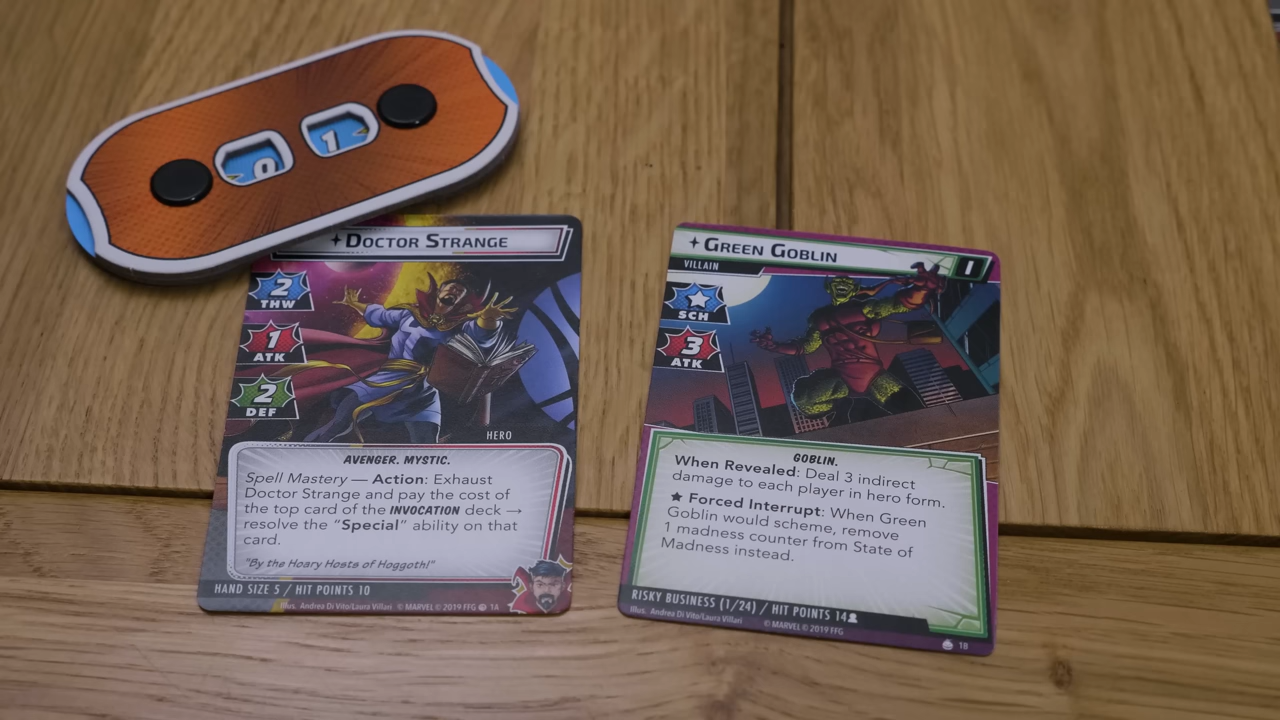 0 1
DOCTOR STRANGE
2
THW
1
ATK
2
DEF
HERO
AVENGER. MYSTIC.
Spell Mastery — Action: Exhaust
Doctor Strange and pay the cost of
the top card of the INVOCATION deck →
resolve the "Special" ability on that
card.
"By the Hoary Hosts of Hoggoth!"
HAND SIZE 5 / HIT POINTS 10
Illus. Andrea Di Vito/Laura Villari © MARVEL © 2019 FFG 1A
GREEN GOBLIN
I
VILLAIN
SCH
3
ATK
GOBLIN.
When Revealed: Deal 3 indirect
damage to each player in hero form.
★ Forced Interrupt: When Green
Goblin would scheme, remove
1 madness counter from State of
Madness instead.
RISKY BUSINESS (1/24) / HIT POINTS 14
Illus. Andrea Di Vito/Laura Villari © MARVEL © 2019 FFG
1B